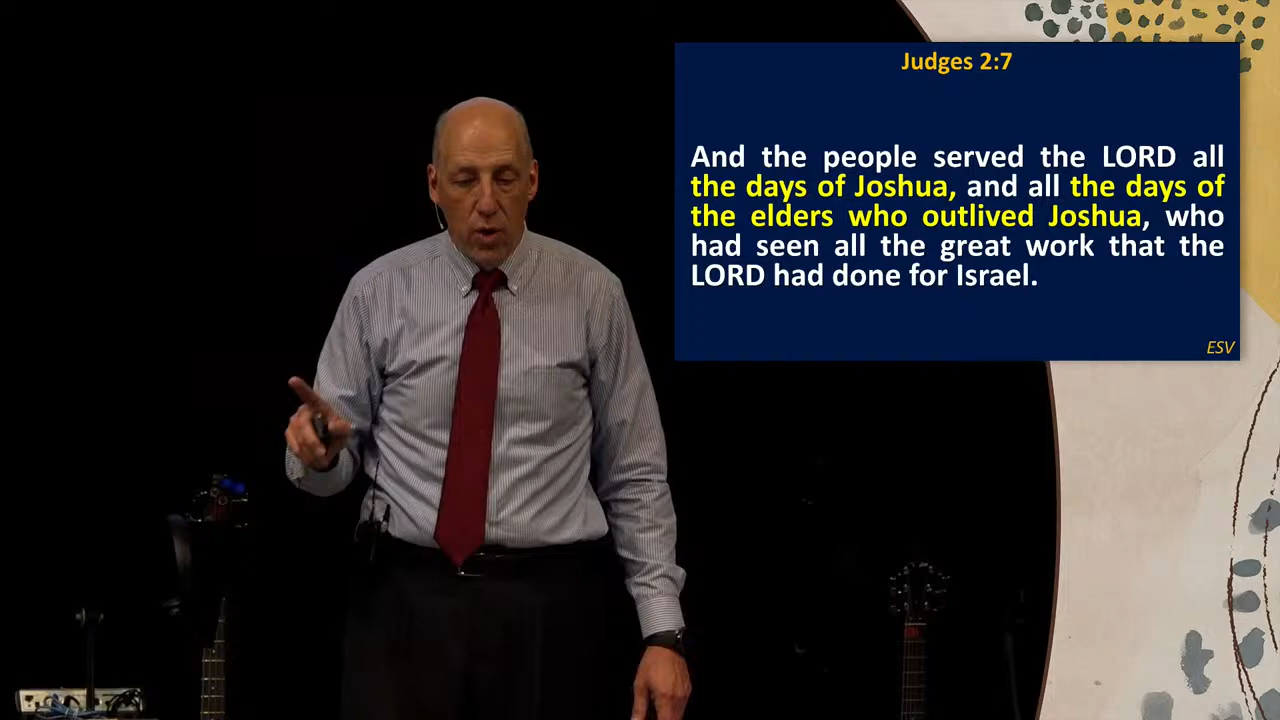 Judges 2:7
And the people served the LORD all
the days of Joshua, and all the days of
the elders who outlived Joshua, who
had seen all the great work that the
LORD had done for Israel.
ESV